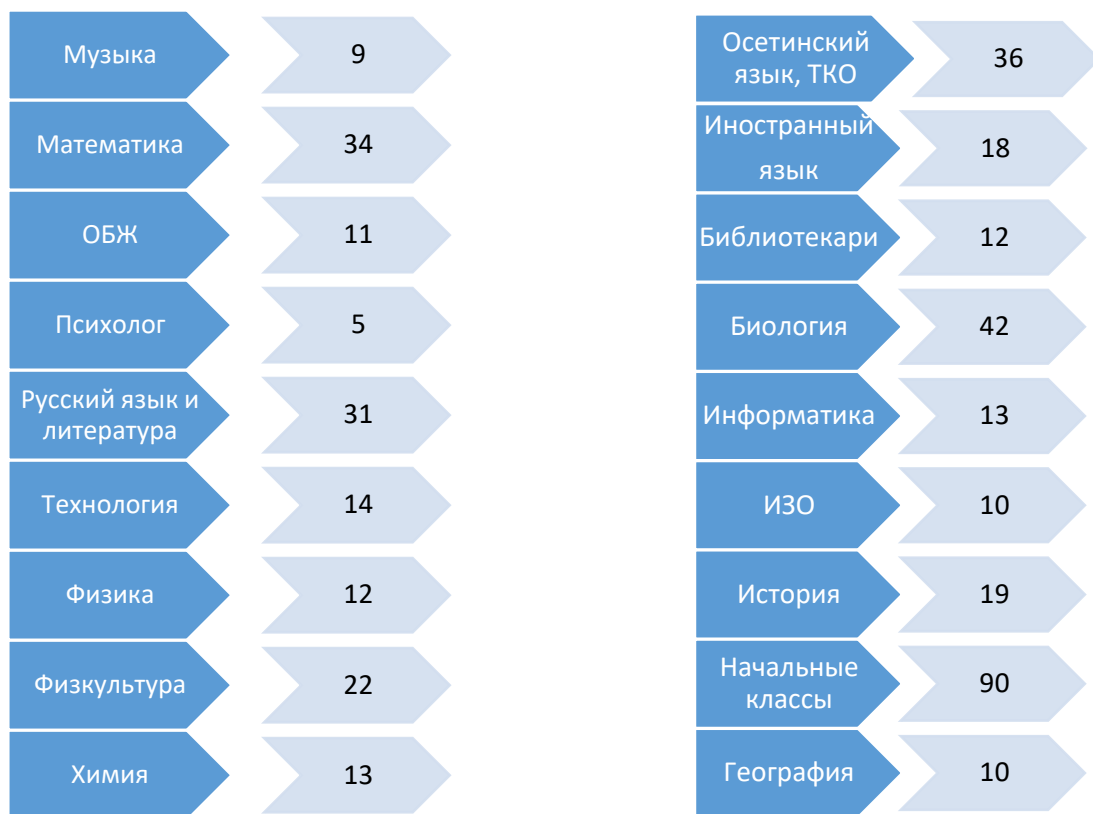 Музыка
9
Математика
34
ОБЖ
11
Психолог
5
Русский язык и
литература
31
Технология
14
Физика
12
Физкультура
22
Химия
13
Осетинский
язык, ТКО
36
Иностранный
язык
18
Библиотекари
12
Биология
42
Информатика
13
ИЗО
10
История
19
Начальные
классы
90
География
10